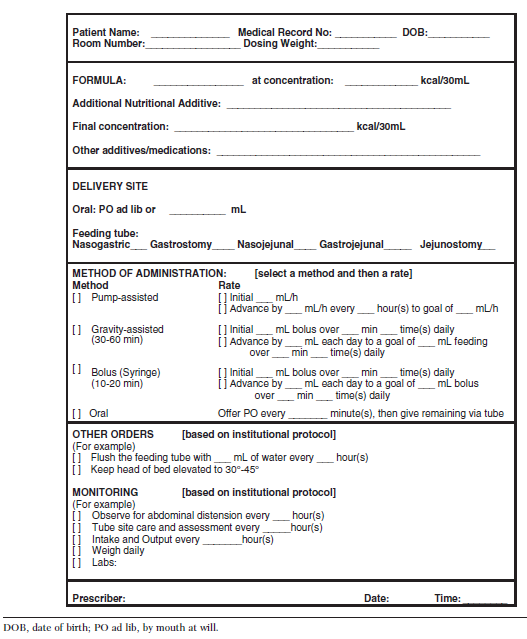 Patient Name: ______________ Medical Record No: ___________ DOB:___________
Room Number:_________________ Dosing Weight:___________
FORMULA: ________________ at concentration: _____________ kcal/30mL
Additional Nutritional Additive: ________________________________________
Final concentration: ________________________________ kcal/30mL
Other additives/medications: _______________________________________________
DELIVERY SITE
Oral: PO ad lib or __________ mL
Feeding tube:
Nasogastric___ Gastrostomy____ Nasojejunal____ Gastrojejunal_____ Jejunostomy___
METHOD OF ADMINISTRATION: [select a method and then a rate]
Method Rate
[ ] Pump-assisted [ ] Initial ___ mL/h
[ ] Advance by ___ mL/h every ___ hour(s) to goal of ___ mL/h
[ ] Gravity-assisted [ ] Initial ___ mL bolus over ___ min ___ time(s) daily
(30-60 min) [ ] Advance by ___ mL each day to a goal of ___ mL feeding
over ___ min ___ time(s) daily
[ ] Bolus (Syringe) [ ] Initial ___ mL bolus over ___ min ___ time(s) daily
(10-20 min) [ ] Advance by ___ mL each day to a goal of ___ mL bolus
over ___ min ___ time(s) daily
[ ] Oral Offer PO every _______ minute(s), then give remaining via tube
OTHER ORDERS [based on institutional protocol]
(For example)
[ ] Flush the feeding tube with ___ mL of water every ___ hour(s)
[ ] Keep head of bed elevated to 30°-45°
MONITORING [based on institutional protocol]
(For example)
[ ] Observe for abdominal distension every ___ hour(s)
[ ] Tube site care and assessment every _____hour(s)
[ ] Intake and Output every _______hour(s)
[ ] Weigh daily
[ ] Labs:
Prescriber: Date: Time:________
DOB, date of birth; PO ad lib, by mouth at will.